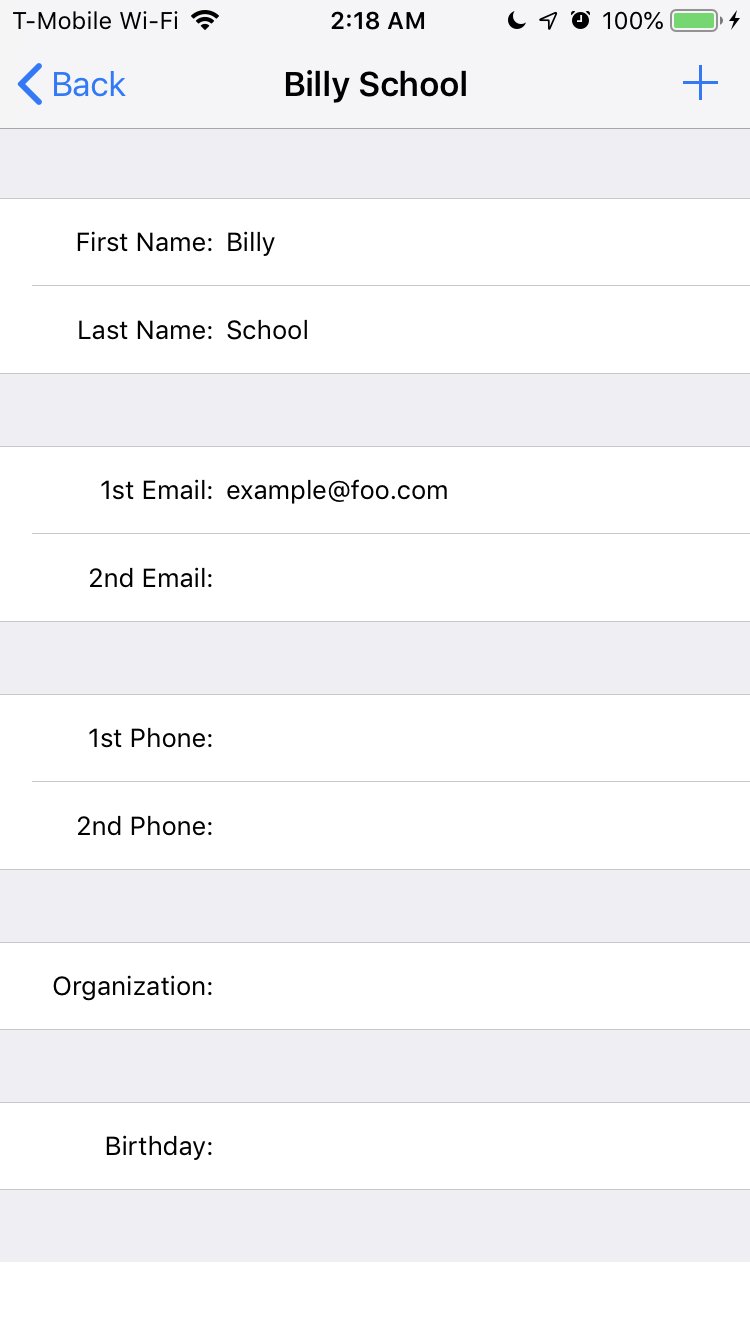 T-Mobile Wi-Fi 2:18 AM 100%
Back Billy School
First Name: Billy
Last Name: School
1st Email: example@foo.com
2nd Email:
1st Phone:
2nd Phone:
Organization:
Birthday: